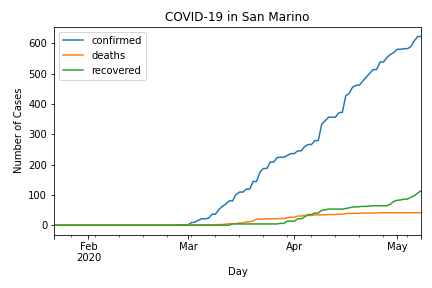 COVID-19 in San Marino
confirmed
deaths
recovered
Number of Cases
600
500
400
300
200
100
0
Feb
2020
Mar
Apr
May
Day